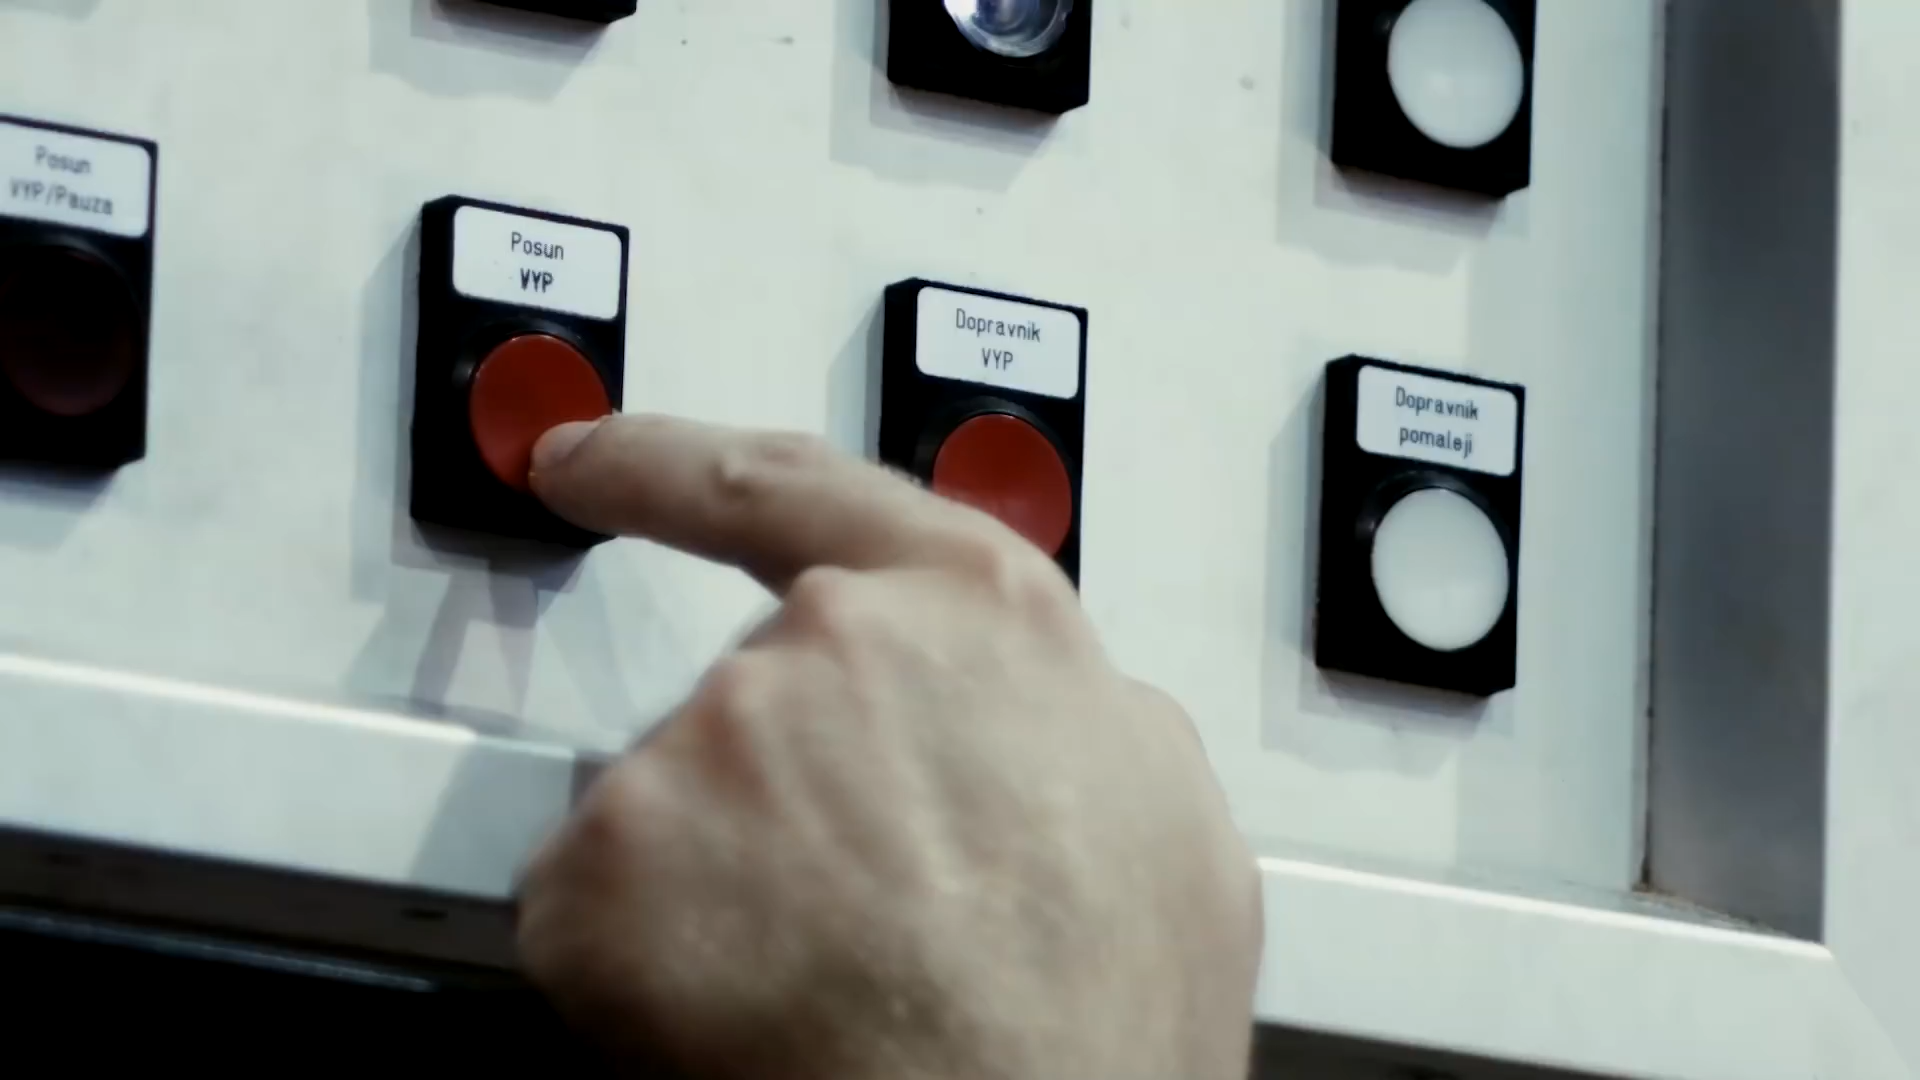 Posun
VYP/Pauza
Posun
VYP
Dopravnik
VYP
Dopravnik
pomaleji